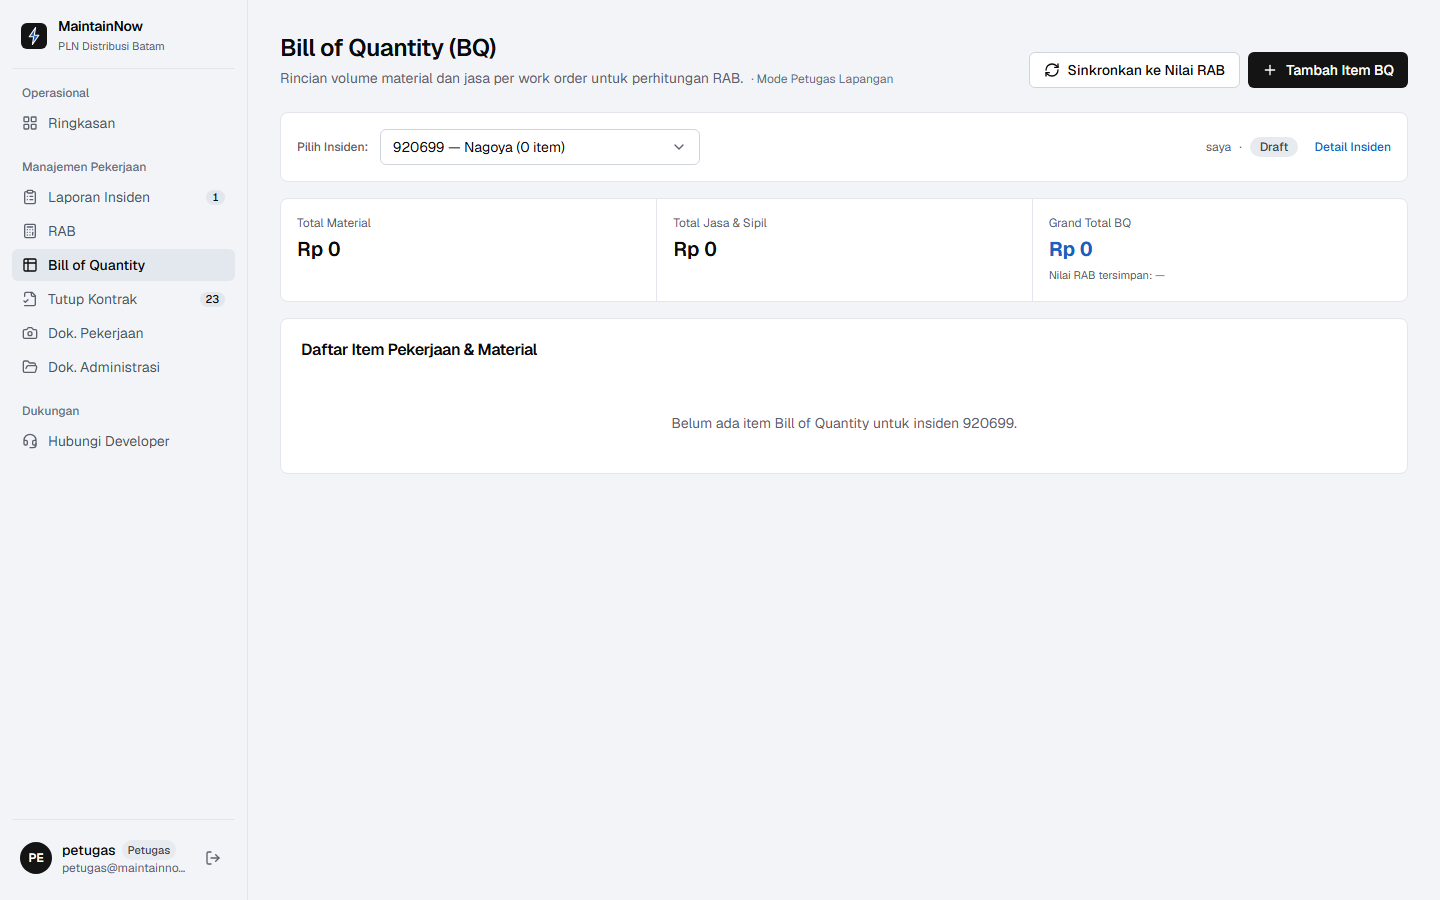 MaintainNow
PLN Distribusi Batam
Operasional
Ringkasan
Manajemen Pekerjaan
Laporan Insiden 1
RAB
Bill of Quantity
Tutup Kontrak 23
Dok. Pekerjaan
Dok. Administrasi
Dukungan
Hubungi Developer
PE
petugas Petugas
petugas@maintainno...
Bill of Quantity (BQ)
Rincian volume material dan jasa per work order untuk perhitungan RAB. · Mode Petugas Lapangan
Sinkronkan ke Nilai RAB
Tambah Item BQ
Pilih Insiden: 920699 — Nagoya (0 item)
saya · Draft Detail Insiden
Total Material
Rp 0
Total Jasa & Sipil
Rp 0
Grand Total BQ
Rp 0
Nilai RAB tersimpan: —
Daftar Item Pekerjaan & Material
Belum ada item Bill of Quantity untuk insiden 920699.